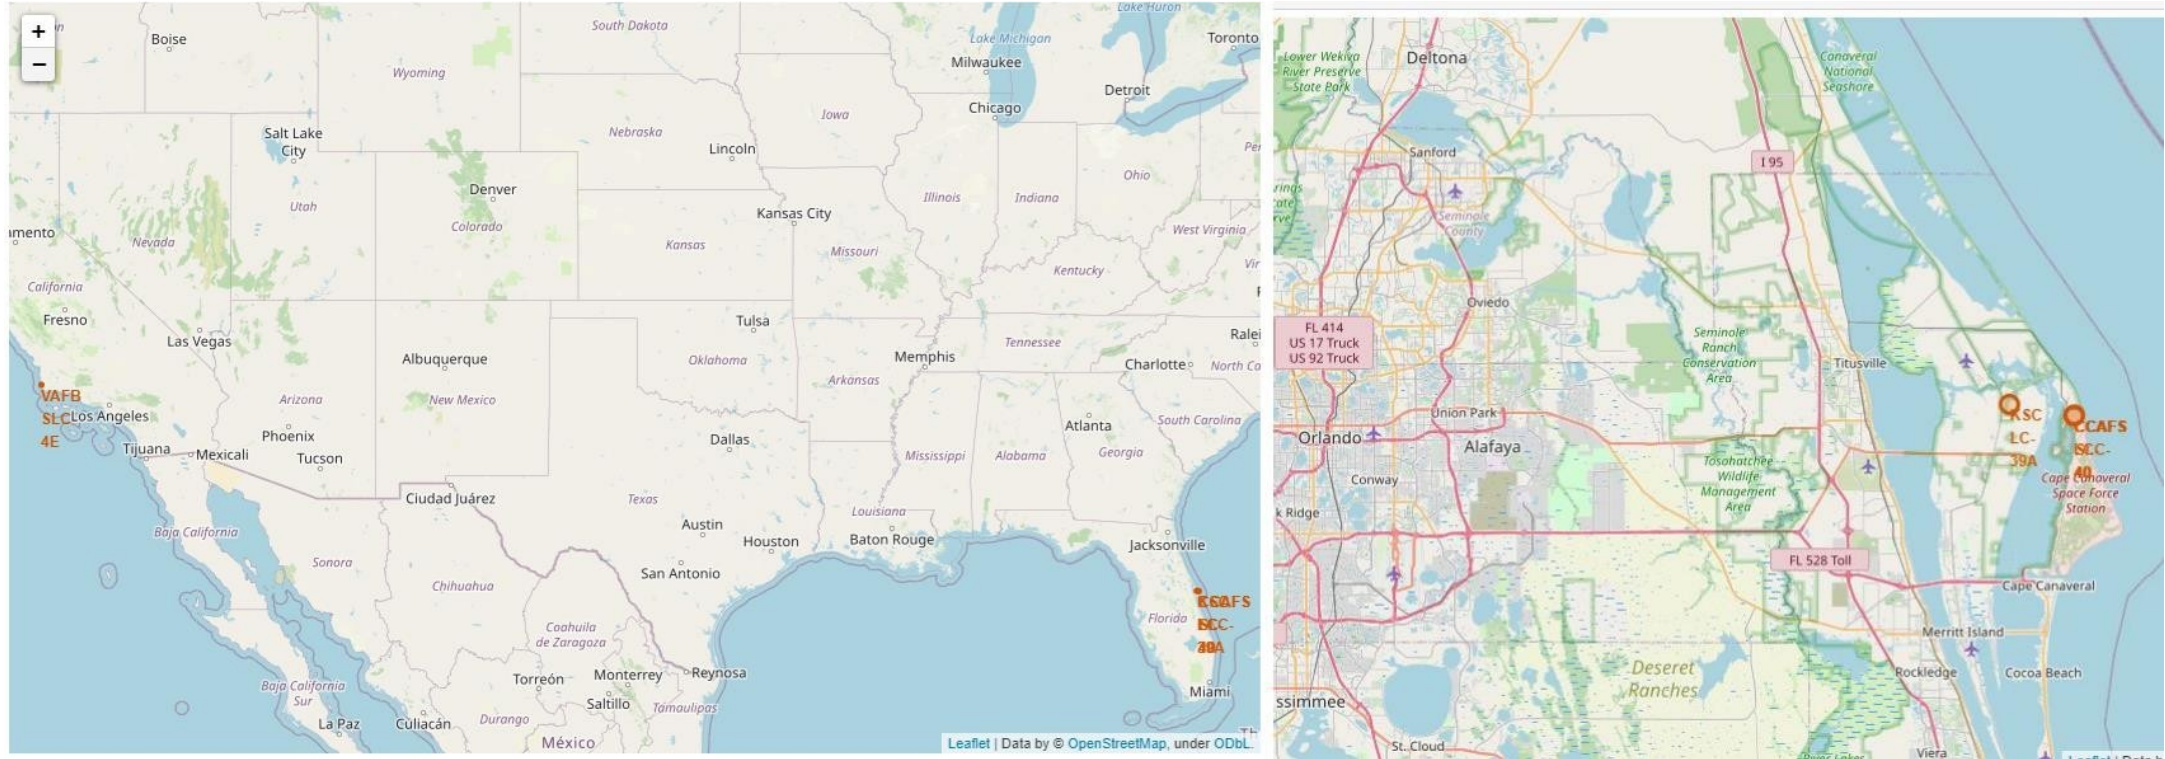 +
−
Boise
South Dakota
Lake Huron
Lake Michigan
Toronto
Wyoming
Milwaukee
Detroit
Chicago
Iowa
Salt Lake
City
Nebraska
Lincoln
Ohio
Denver
Utah
Illinois
Indiana
Kansas City
Colorado
amento
Nevada
Kansas
Missouri
West Virginia
Kentucky
California
Fresno
Las Vegas
Tulsa
Tennessee
Albuquerque
Oklahoma
Memphis
Charlotte
Arkansas
VAFB
SLC
4E
Los Angeles
Arizona
New Mexico
South Carolina
Phoenix
Dallas
Atlanta
Tijuana
Mexicali
Tucson
Mississippi
Alabama
Georgia
Ciudad Juárez
Texas
Louisiana
Baja California
Austin
Houston
Baton Rouge
Jacksonville
Sonora
San Antonio
Chihuahua
Florida
Coahuila
de Zaragoza
Baja California
Sur
Torreón
Monterrey
Reynosa
Saltillo
Tamaulipas
Miami
La Paz
Culiacán
Durango
México
Leaflet | Data by © OpenStreetMap, under ODbL.
Lower Wekiva
River Preserve
State Park
Deltona
Canaveral
National
Seashore
Sanford
I 95
Seminole
County
Oviedo
FL 414
US 17 Truck
US 92 Truck
Seminole
Ranch
Conservation
Area
Titusville
Union Park
KSC
LC-
39A
CCAFS
40
Orlando
Alafaya
Tosohatchee
Wildlife
Management
Area
Conway
Cape Canaveral
Space Force
Station
k Ridge
FL 528 Toll
Cape Canaveral
Merritt Island
Deseret
Ranches
Rockledge
Cocoa Beach
ssimmee
St. Cloud
Viera